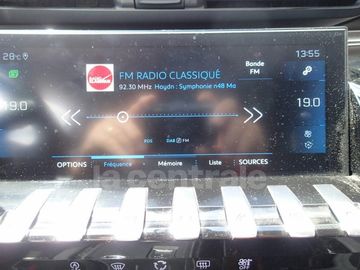 28°C
13:55
FM RADIO CLASSIQUE
Bande
FM
92.30 MHz Haydn : Symphonie n48 Ma
19.0
19.0
RDS DAB FM
OPTIONS Fréquence Mémoire Liste SOURCES
la centrale